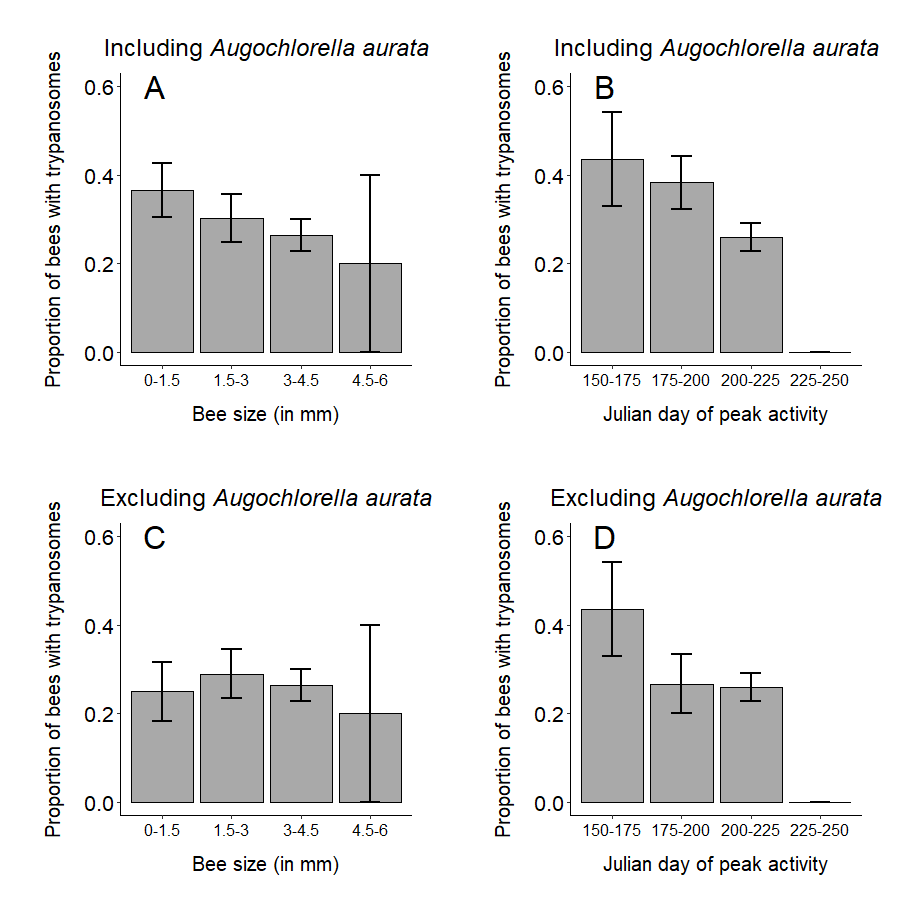 Including Augochlorella aurata
A
Proportion of bees with trypanosomes
0.6
0.4
0.2
0.0
0-1.5 1.5-3 3-4.5 4.5-6
Bee size (in mm)
Including Augochlorella aurata
B
Proportion of bees with trypanosomes
0.6
0.4
0.2
0.0
150-175 175-200 200-225 225-250
Julian day of peak activity
Excluding Augochlorella aurata
C
Proportion of bees with trypanosomes
0.6
0.4
0.2
0.0
0-1.5 1.5-3 3-4.5 4.5-6
Bee size (in mm)
Excluding Augochlorella aurata
D
Proportion of bees with trypanosomes
0.6
0.4
0.2
0.0
150-175 175-200 200-225 225-250
Julian day of peak activity